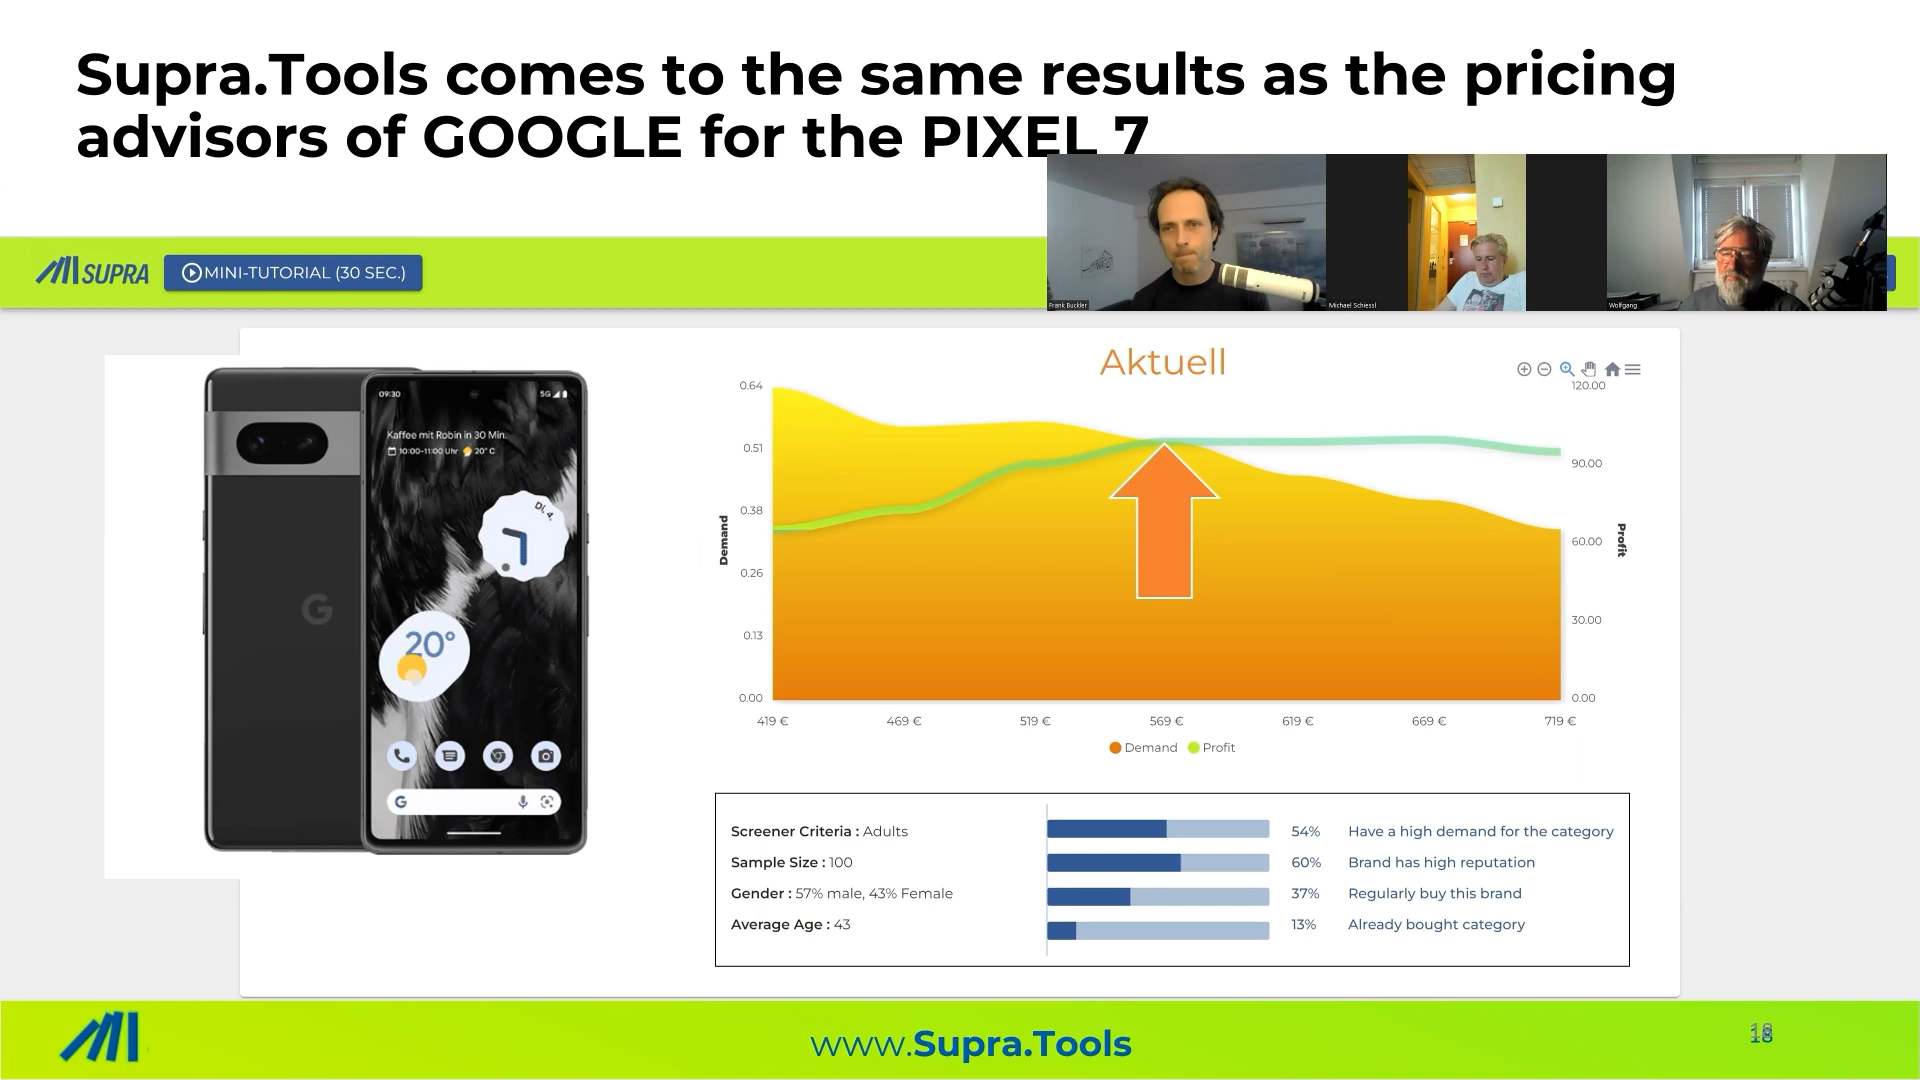 Supra.Tools comes to the same results as the pricing
advisors of GOOGLE for the PIXEL 7
SUPRA
MINI-TUTORIAL (30 SEC.)
Frank Buckler
Michael Schiessl
Wolfgang
09:30
5G
Kaffee mit Robin in 30 Min.
10:00-11:00 Uhr
20° C
Di. 4.
20°
G
G
Aktuell
0.64
0.51
0.38
0.26
0.13
0.00
Demand
120.00
90.00
60.00
30.00
0.00
Profit
419 €
469 €
519 €
569 €
619 €
669 €
719 €
Demand
Profit
Screener Criteria : Adults
Sample Size : 100
Gender : 57% male, 43% Female
Average Age : 43
54% Have a high demand for the category
60% Brand has high reputation
37% Regularly buy this brand
13% Already bought category
www.Supra.Tools
18